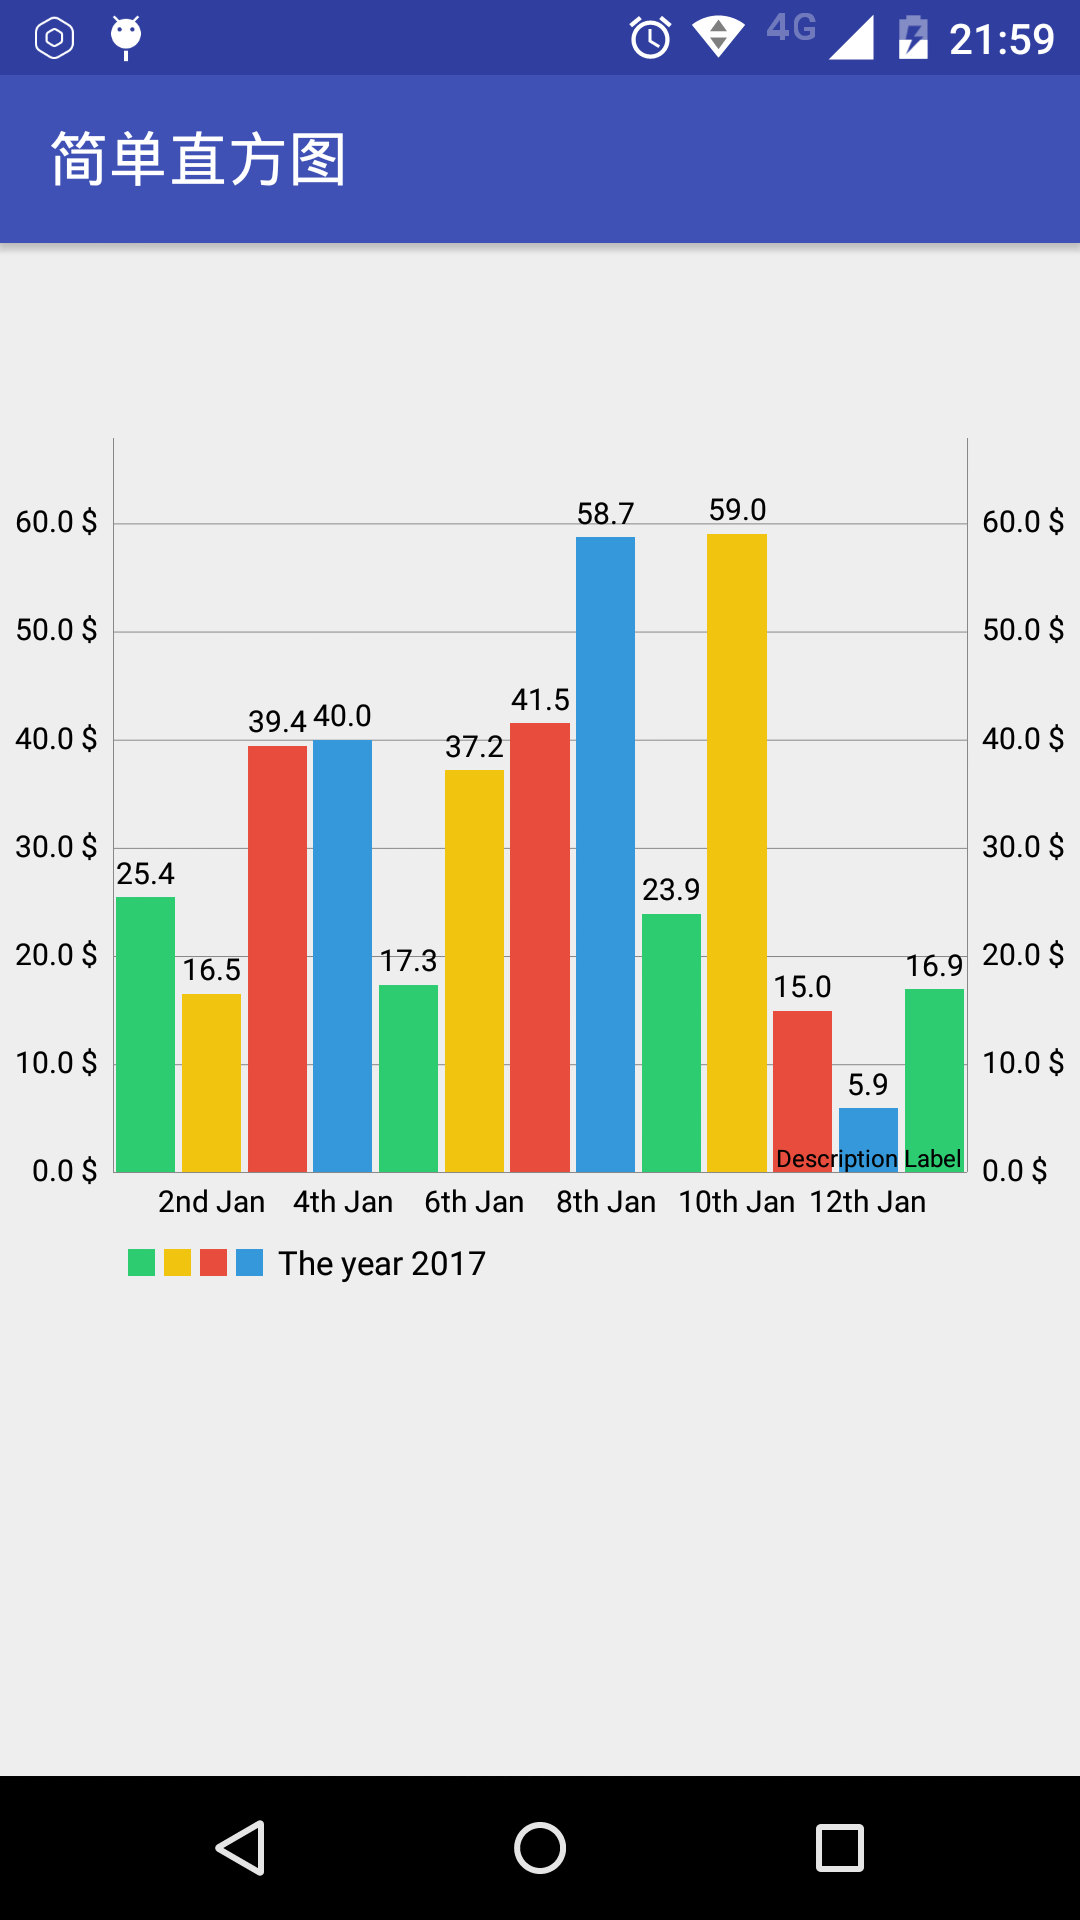 4G 21:59
简单直方图
58.7 59.0
60.0 $ 60.0 $
50.0 $ 50.0 $
41.5
39.4 40.0
40.0 $ 37.2 40.0 $
30.0 $ 30.0 $
25.4 23.9
20.0 $ 17.3 20.0 $
16.5 16.9
15.0
10.0 $ 10.0 $
5.9
Description Label
0.0 $ 0.0 $
2nd Jan 4th Jan 6th Jan 8th Jan 10th Jan 12th Jan
The year 2017